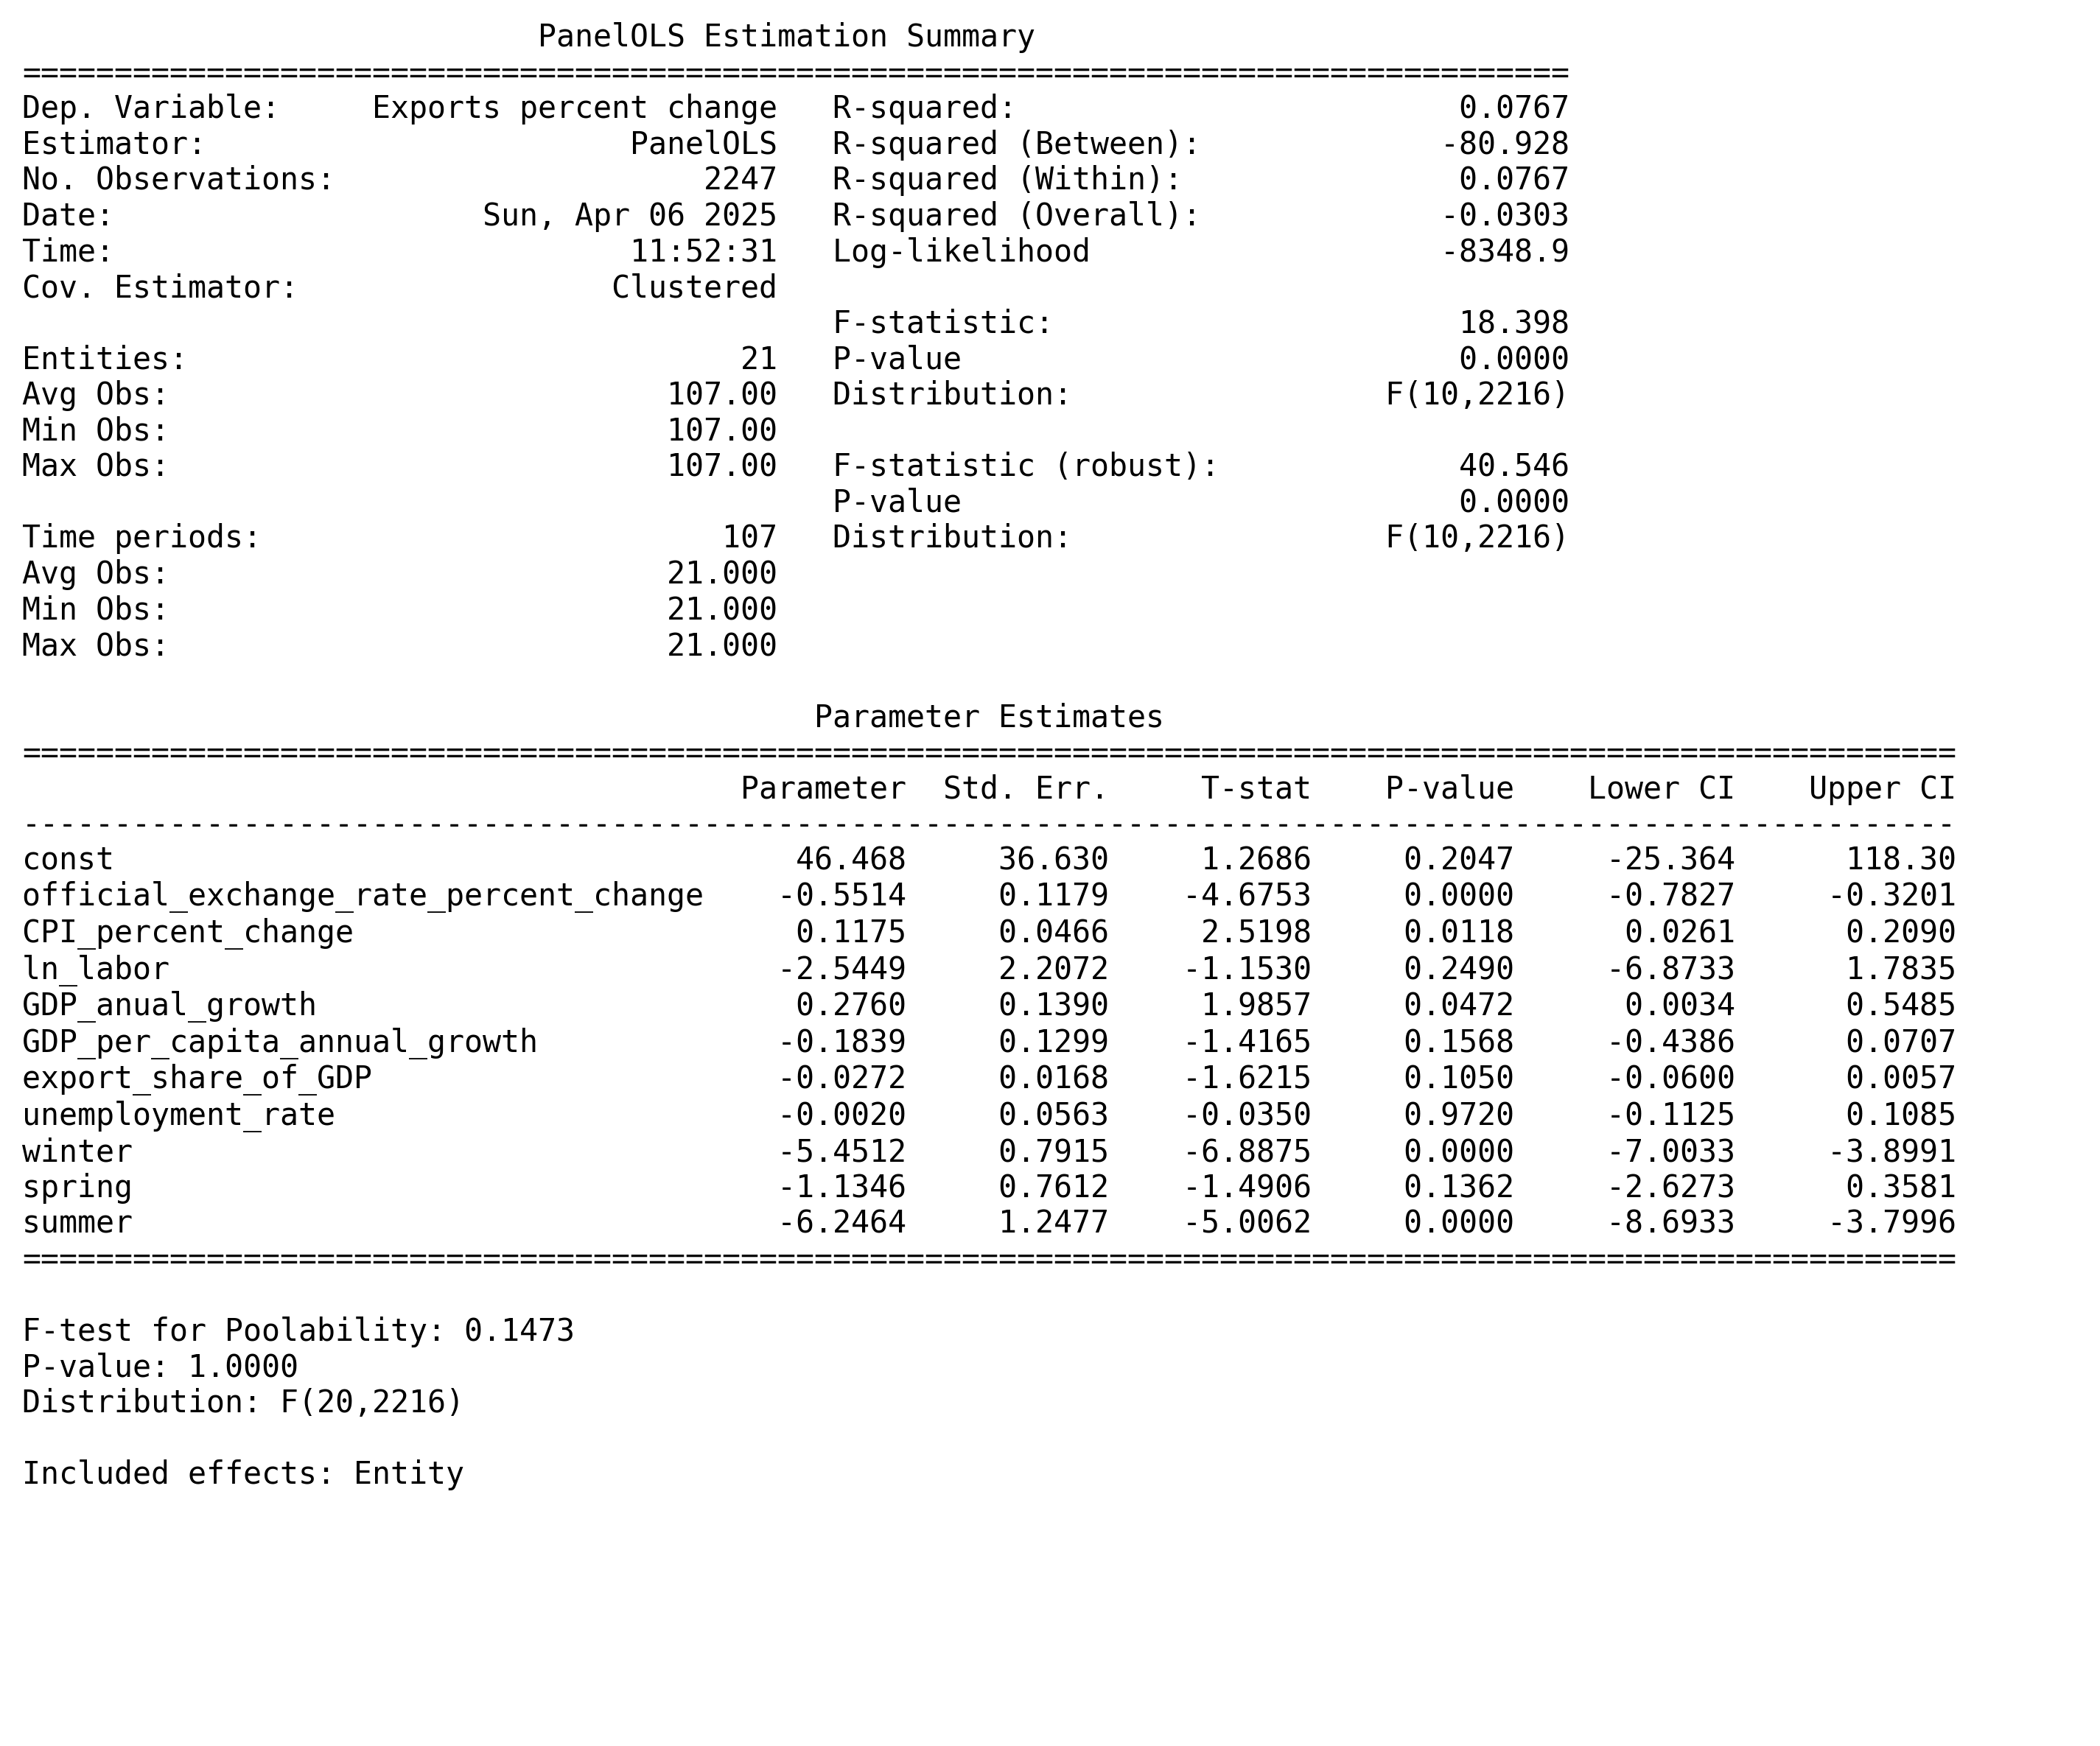 PanelOLS Estimation Summary
====================================================================================
Dep. Variable:     Exports percent change   R-squared:                        0.0767
Estimator:                       PanelOLS   R-squared (Between):             -80.928
No. Observations:                    2247   R-squared (Within):               0.0767
Date:                    Sun, Apr 06 2025   R-squared (Overall):             -0.0303
Time:                            11:52:31   Log-likelihood                   -8348.9
Cov. Estimator:                 Clustered
                                            F-statistic:                      18.398
Entities:                              21   P-value                           0.0000
Avg Obs:                           107.00   Distribution:                 F(10,2216)
Min Obs:                           107.00
Max Obs:                           107.00   F-statistic (robust):             40.546
                                            P-value                           0.0000
Time periods:                         107   Distribution:                 F(10,2216)
Avg Obs:                           21.000
Min Obs:                           21.000
Max Obs:                           21.000
Parameter Estimates
=========================================================================================================
                                       Parameter  Std. Err.     T-stat    P-value    Lower CI    Upper CI
---------------------------------------------------------------------------------------------------------
const                                     46.468     36.630     1.2686     0.2047     -25.364      118.30
official_exchange_rate_percent_change    -0.5514     0.1179    -4.6753     0.0000     -0.7827     -0.3201
CPI_percent_change                        0.1175     0.0466     2.5198     0.0118      0.0261      0.2090
ln_labor                                 -2.5449     2.2072    -1.1530     0.2490     -6.8733      1.7835
GDP_anual_growth                          0.2760     0.1390     1.9857     0.0472      0.0034      0.5485
GDP_per_capita_annual_growth             -0.1839     0.1299    -1.4165     0.1568     -0.4386      0.0707
export_share_of_GDP                      -0.0272     0.0168    -1.6215     0.1050     -0.0600      0.0057
unemployment_rate                        -0.0020     0.0563    -0.0350     0.9720     -0.1125      0.1085
winter                                   -5.4512     0.7915    -6.8875     0.0000     -7.0033     -3.8991
spring                                   -1.1346     0.7612    -1.4906     0.1362     -2.6273      0.3581
summer                                   -6.2464     1.2477    -5.0062     0.0000     -8.6933     -3.7996
=========================================================================================================
F-test for Poolability: 0.1473
P-value: 1.0000
Distribution: F(20,2216)
Included effects: Entity